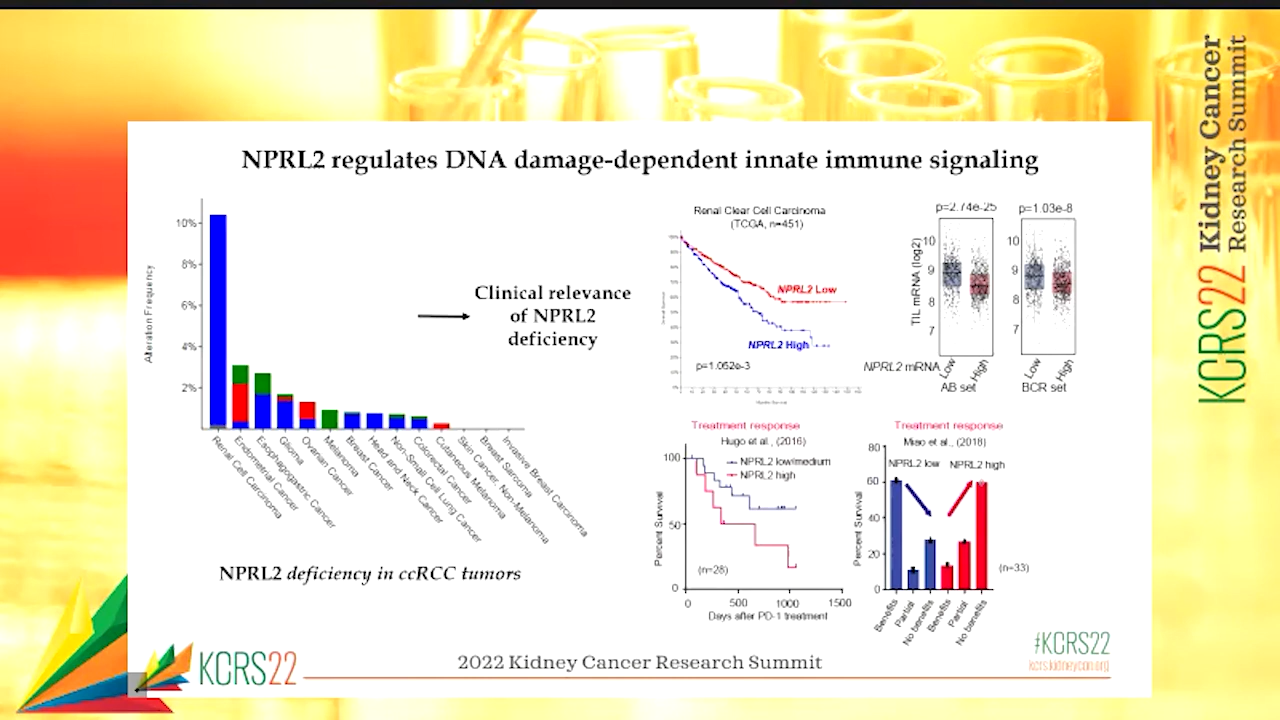 NPRL2 regulates DNA damage-dependent innate immune signaling
Alteration Frequency
10%
8%
6%
4%
2%
Renal Cell Carcinoma
Endometrial Cancer
Esophagogastric Cancer
Glioma
Ovarian Cancer
Melanoma
Breast Cancer
Head and Neck Cancer
Non-Small Cell Lung Cancer
Colorectal Cancer
Cutaneous Melanoma
Skin Cancer, Non-Melanoma
Breast Sarcoma
Invasive Breast Carcinoma
NPRL2 deficiency in ccRCC tumors
Clinical relevance
of NPRL2
deficiency
Renal Clear Cell Carcinoma
(TCGA, n=451)
NPRL2 Low
NPRL2 High
p=1.052e-3
p=2.74e-25
p=1.03e-8
TIL mRNA (log2)
10
9
8
7
10
9
8
7
NPRL2 mRNA
Low
High
Low
High
AB set
BCR set
Treatment response
Hugo et al., (2016)
NPRL2 low/medium
NPRL2 high
Percent Survival
100
50
0
(n=28)
0
500
1000
1500
Days after PD-1 treatment
Treatment response
Miao et al., (2018)
NPRL2 low
NPRL2 high
Percent Survival
80
60
40
20
0
(n=33)
Benefits
Partial
No benefits
Benefits
Partial
No benefits
KCRS22
2022 Kidney Cancer Research Summit
#KCRS22
kcrs.kidneycan.org
KCRS22 Kidney Cancer
Research Summit